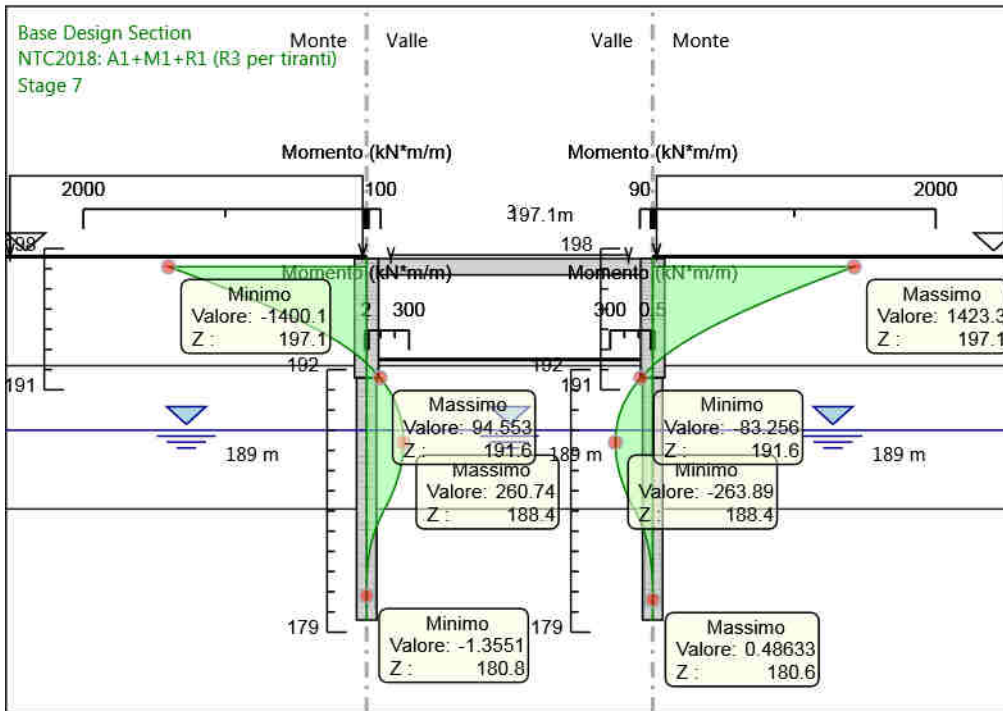 Base Design Section
NTC2018: A1+M1+R1 (R3 per tiranti)
Stage 7
Monte Valle Valle Monte
Momento (kN*m/m) Momento (kN*m/m)
2000 100 90 2000
197.1m
198 198
Momento (kN*m/m) Momento (kN*m/m)
Minimo
Valore: -1400.1
Z : 197.1
Massimo
Valore: 1423.3
Z : 197.1
2 300 300 0.5
192 192
191 191
Massimo
Valore: 94.553
Z : 191.6
Minimo
Valore: -83.256
Z : 191.6
189 m 189 m 189 m
Massimo
Valore: 260.74
Z : 188.4
Minimo
Valore: -263.89
Z : 188.4
179 179
Minimo
Valore: -1.3551
Z : 180.8
Massimo
Valore: 0.48633
Z : 180.6